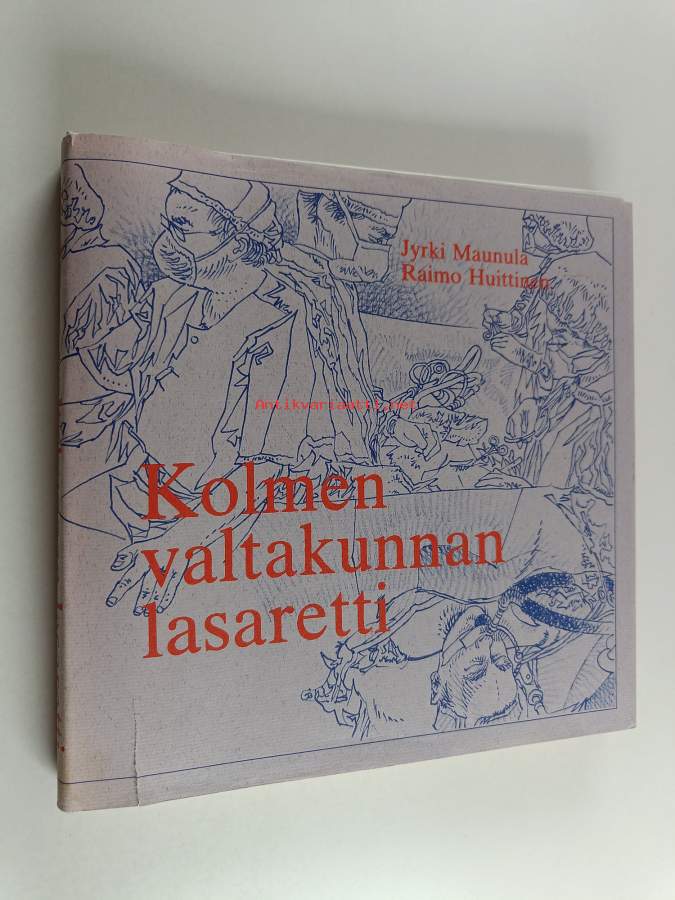 Jyrki Maunula
Raimo Huittinen
Antikvariaatti.net
Kolmen
valtakunnan
lasaretti